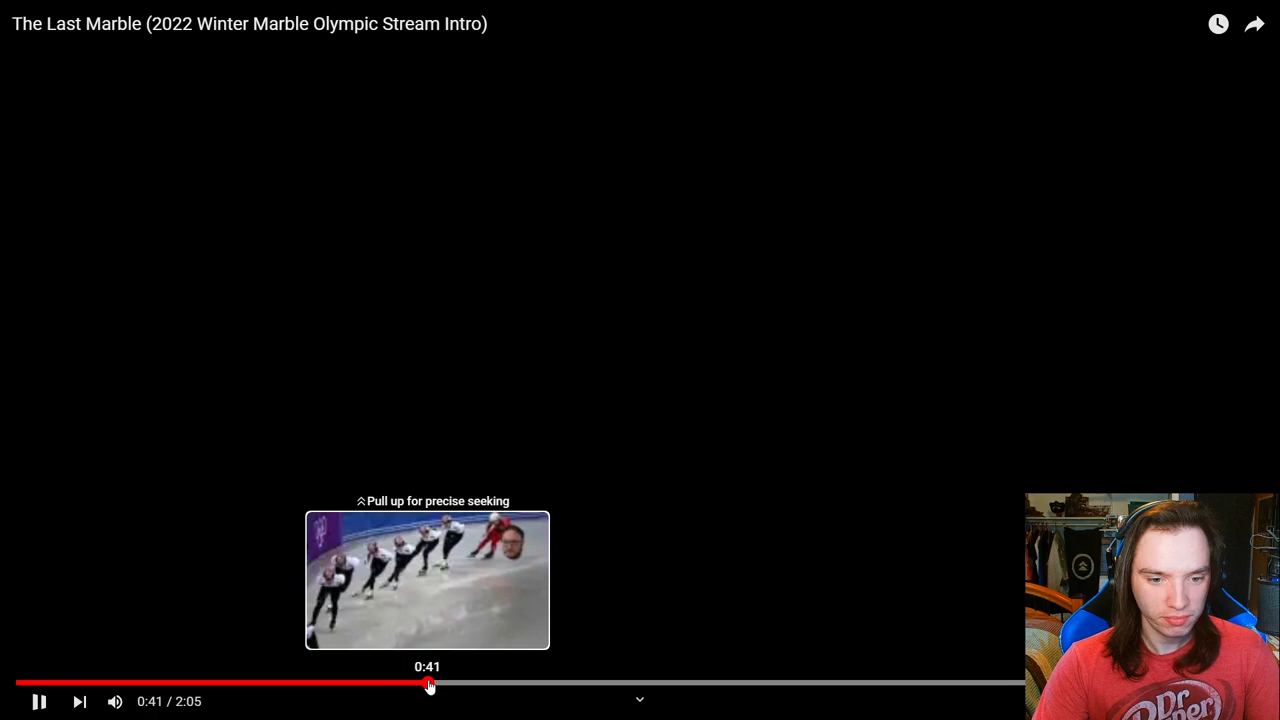 The Last Marble (2022 Winter Marble Olympic Stream Intro)
Pull up for precise seeking
0:41
0:41 / 2:05
Dr
Pepper